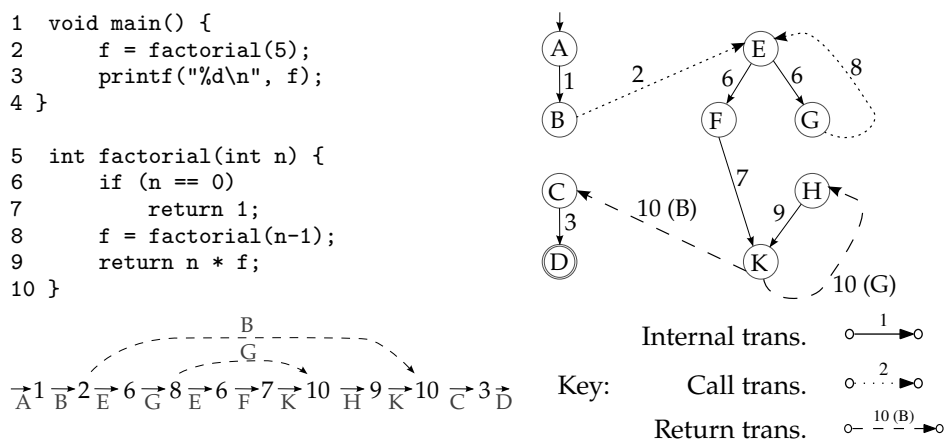 1 void main() {
2 f = factorial(5);
3 printf("%d\n", f);
4 }
5 int factorial(int n) {
6 if (n == 0)
7 return 1;
8 f = factorial(n-1);
9 return n * f;
10 }
A
1
B
2
E
6
6
8
F
G
7
C
10 (B)
H
3
9
D
K
10 (G)
B
G
1 2 6 8 6 7 10 9 10 3
A B E G E F K H K C D
Key:
Internal trans. 1
Call trans. 2
Return trans. 10 (B)